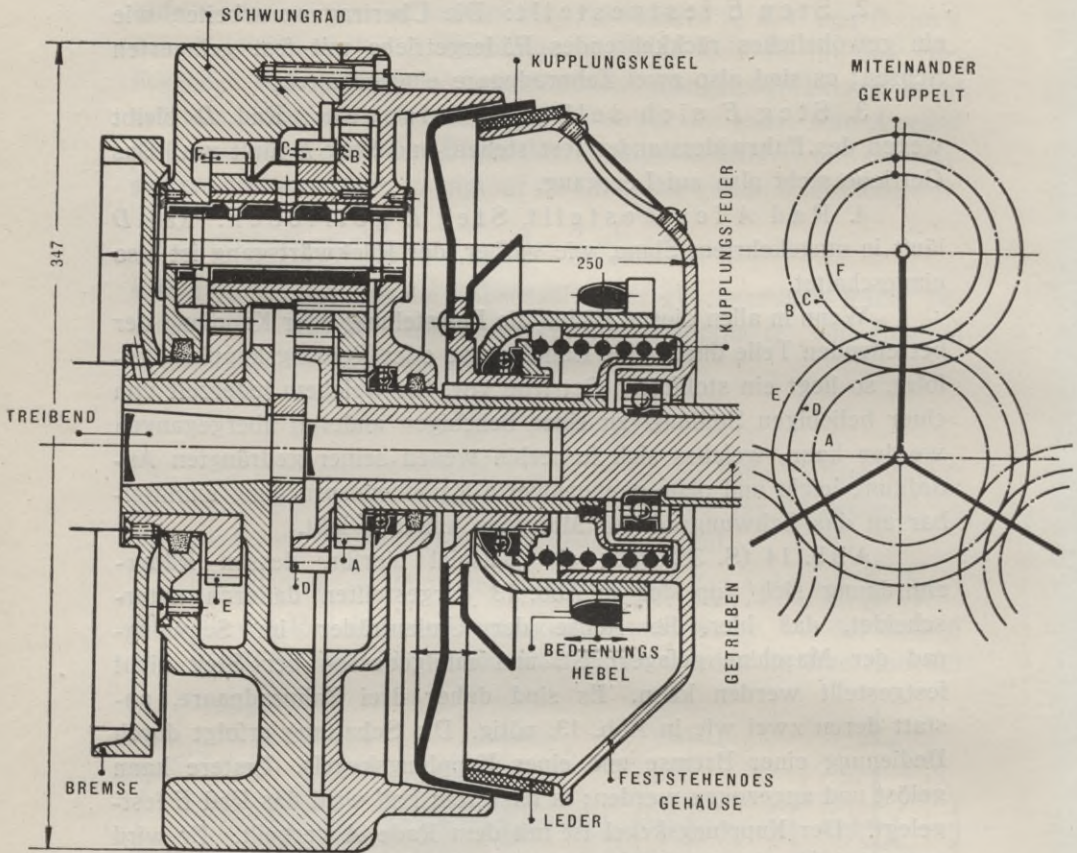 SCHWUNGRAD
KUPPLUNGSKEGEL
MITEINANDER
GEKUPPELT
KUPPLUNGSFEDER
F
C
B
347
250
F
C
B
E
D
A
TREIBEND
A
D
E
GETRIEBEN
BEDIENUNGS
HEBEL
BREMSE
FESTSTEHENDES
GEHÄUSE
LEDER